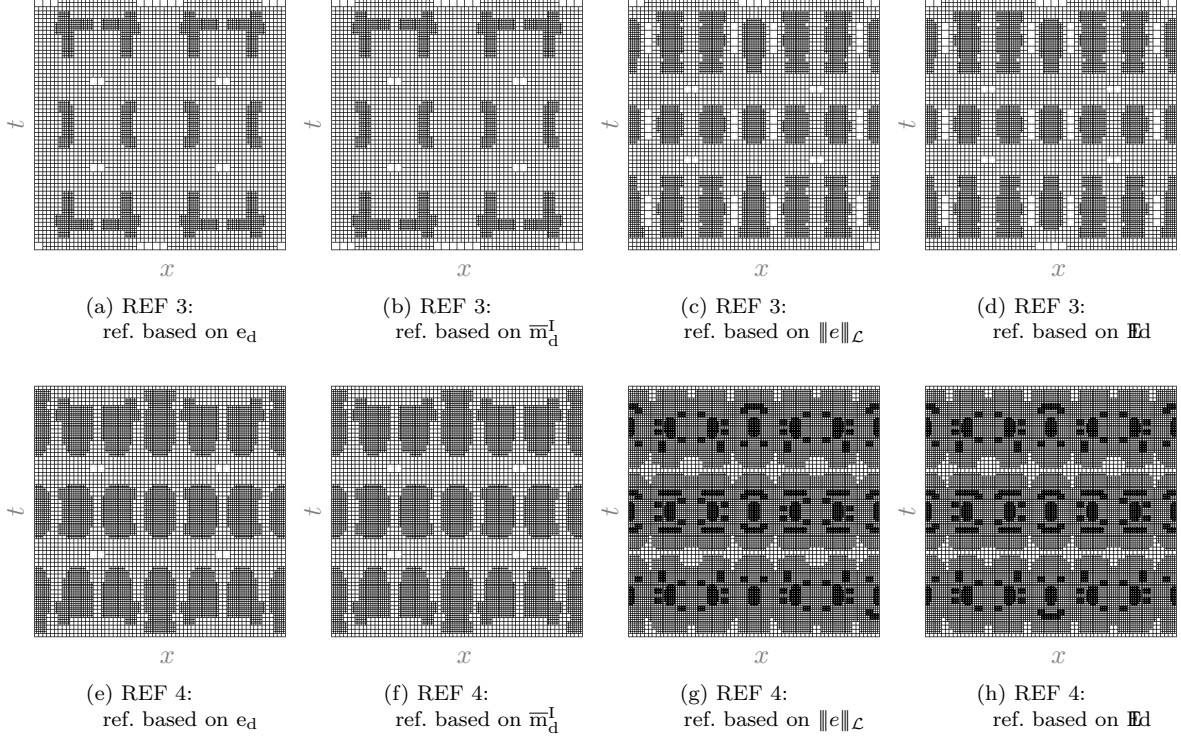 t t t t
x x x x
(a) REF 3: (b) REF 3: (c) REF 3: (d) REF 3:
ref. based on e_d ref. based on m̅_d^I ref. based on |||e|||_ℒ ref. based on 𝔼d
t t t t
x x x x
(e) REF 4: (f) REF 4: (g) REF 4: (h) REF 4:
ref. based on e_d ref. based on m̅_d^I ref. based on |||e|||_ℒ ref. based on 𝔼d